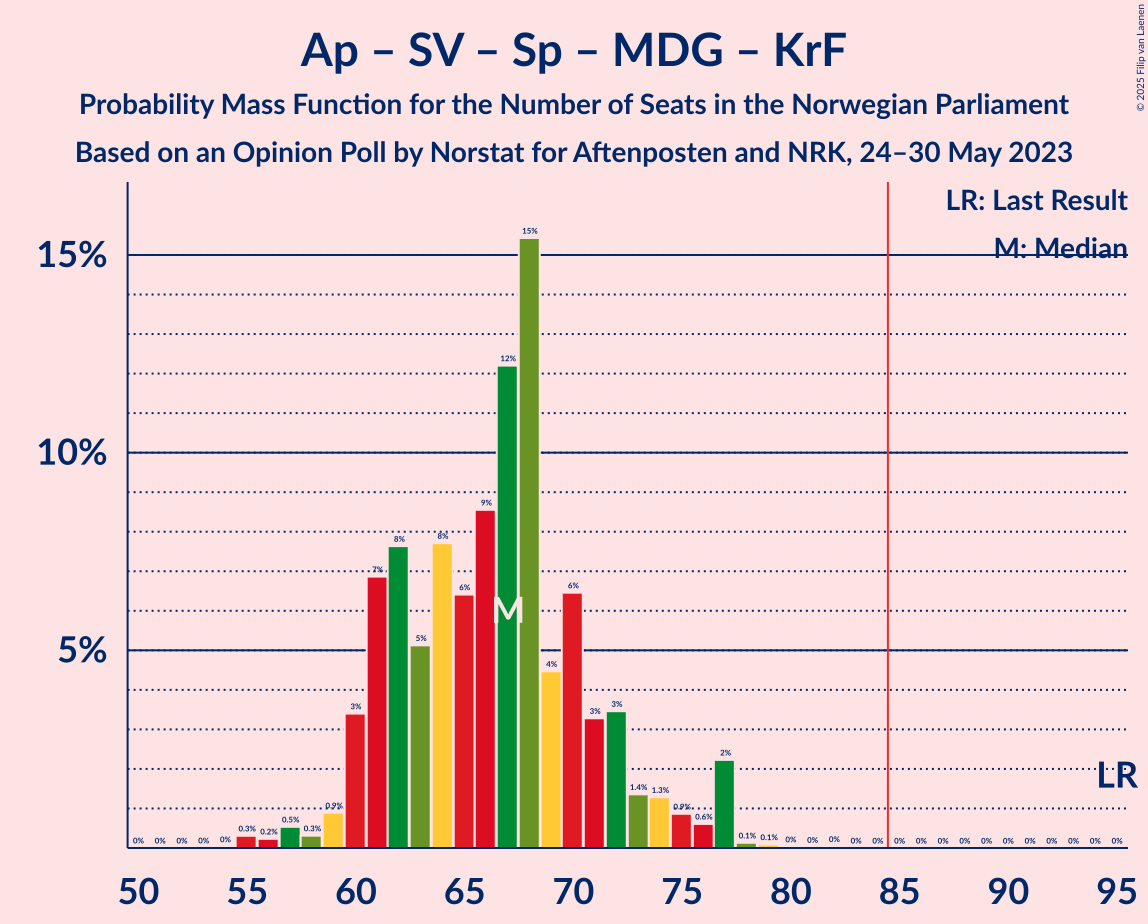 Ap – SV – Sp – MDG – KrF
Probability Mass Function for the Number of Seats in the Norwegian Parliament
Based on an Opinion Poll by Norstat for Aftenposten and NRK, 24–30 May 2023
© 2025 Filip van Laenen
LR: Last Result
M: Median
15%
10%
5%
0% 0% 0% 0% 0% 0.3% 0.2% 0.5% 0.3% 0.9% 3% 7% 8% 5% 8% 6% 9% 12% 15% 4% 6% 3% 3% 1.4% 1.3% 0.9% 0.6% 2% 0.1% 0.1% 0% 0% 0% 0% 0% 0% 0% 0% 0% 0% 0% 0% 0% 0% 0% 0%
M
LR
50 55 60 65 70 75 80 85 90 95